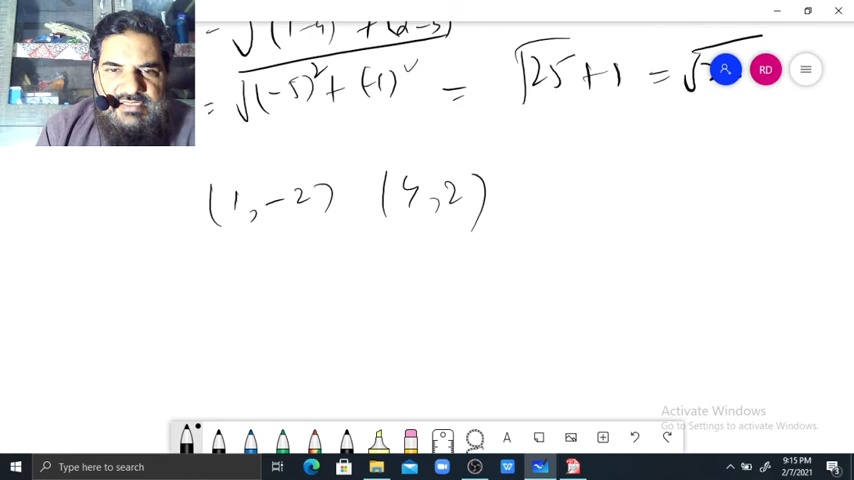 = √(-5)² + (-1)² = √25 + 1 = √
(1, -2) (4, 2)
RD
A
Activate Windows
Go to Settings to activate Windows.
Type here to search
9:15 PM
2/7/2021
3